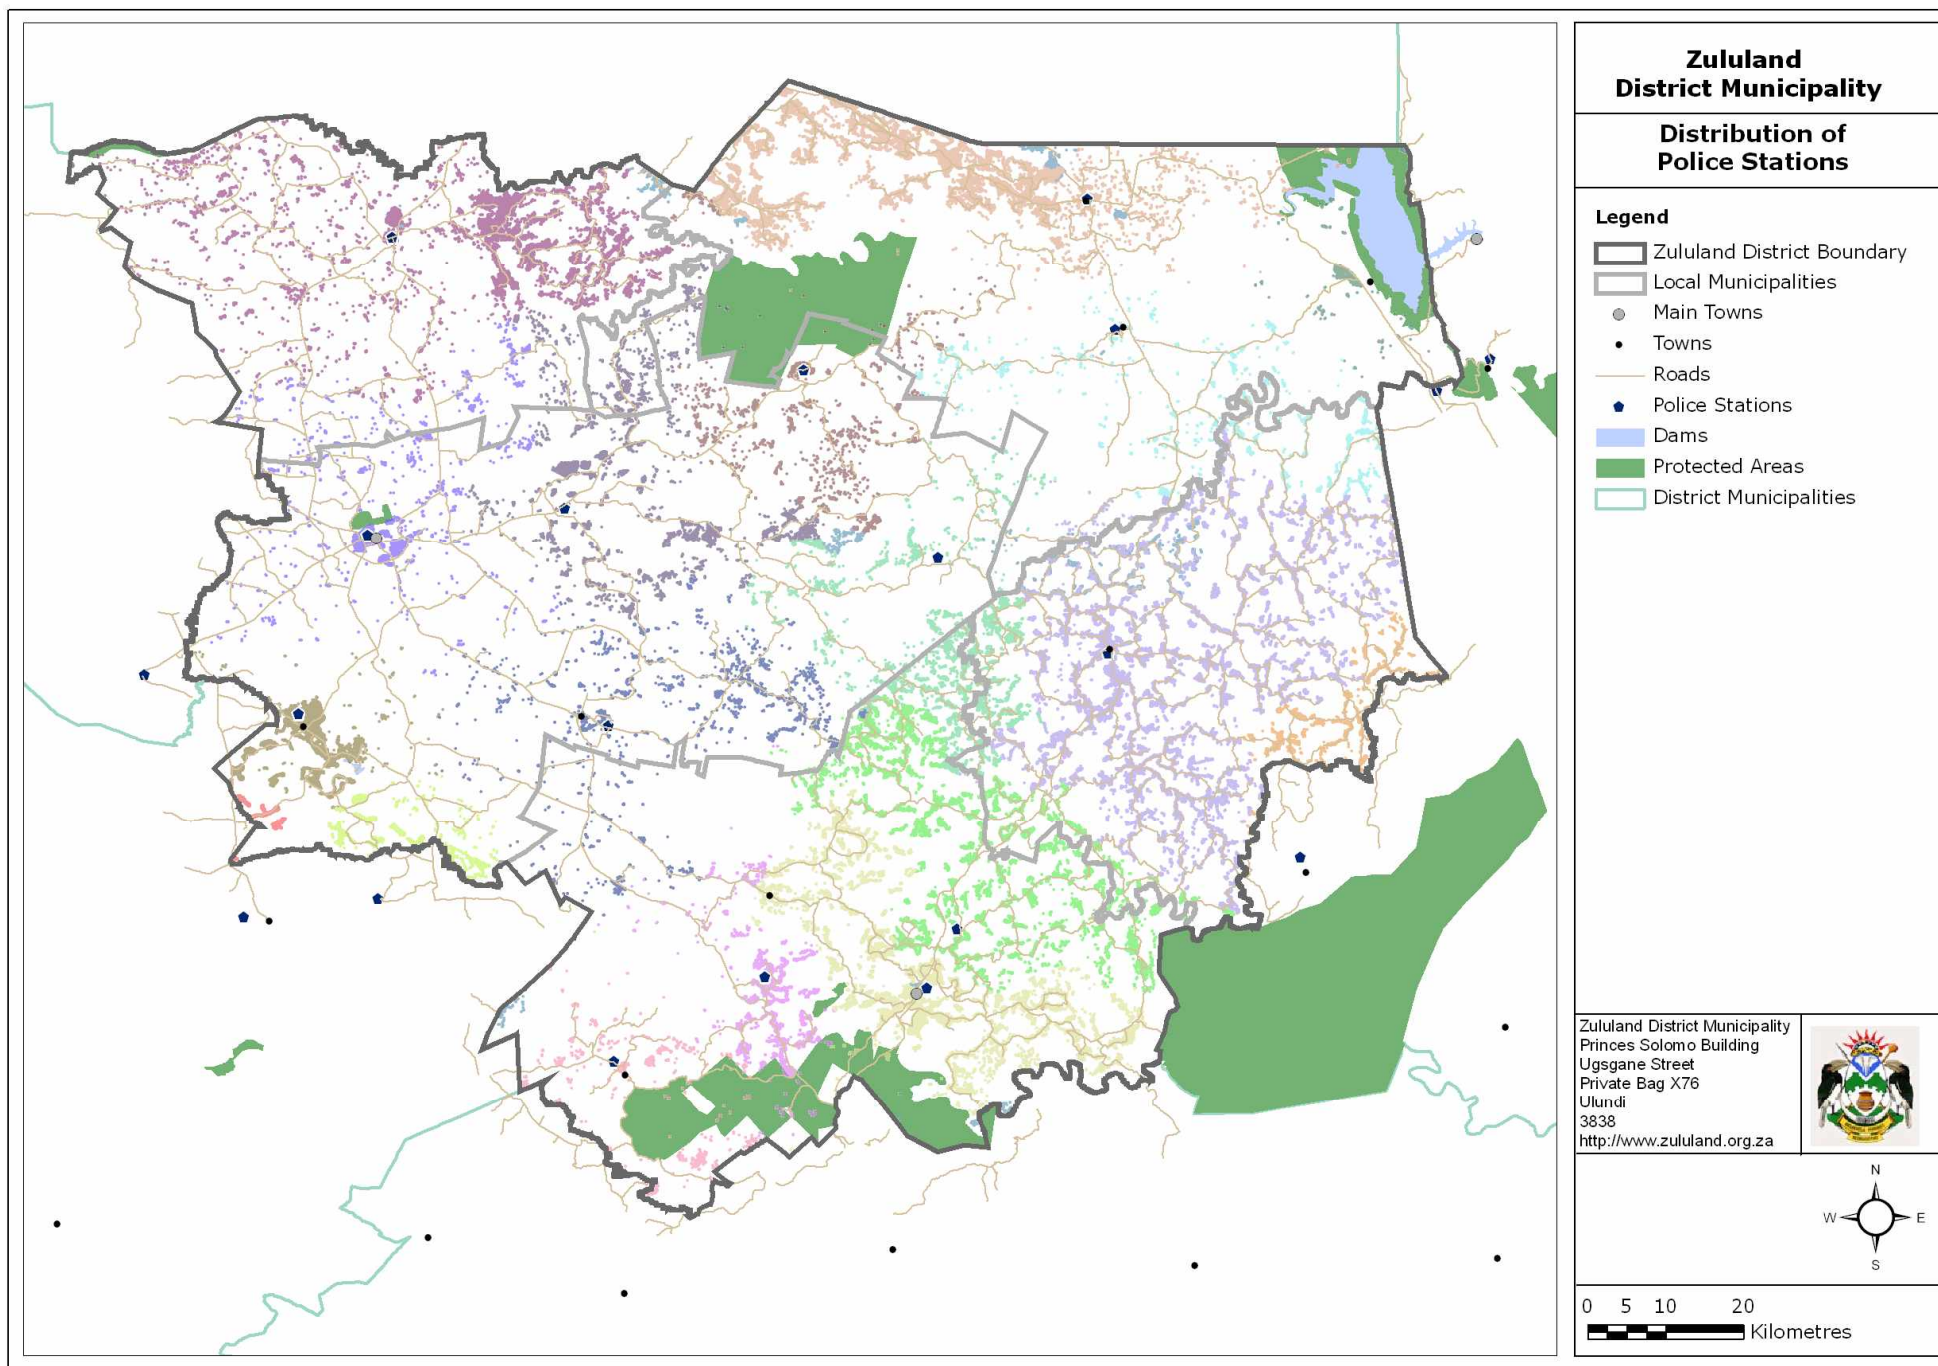 Zululand
District Municipality
Distribution of
Police Stations
Legend
Zululand District Boundary
Local Municipalities
Main Towns
Towns
Roads
Police Stations
Dams
Protected Areas
District Municipalities
Zululand District Municipality
Princes Solomo Building
Ugsgane Street
Private Bag X76
Ulundi
3838
http://www.zululand.org.za
N
W E
S
0 5 10 20
Kilometres